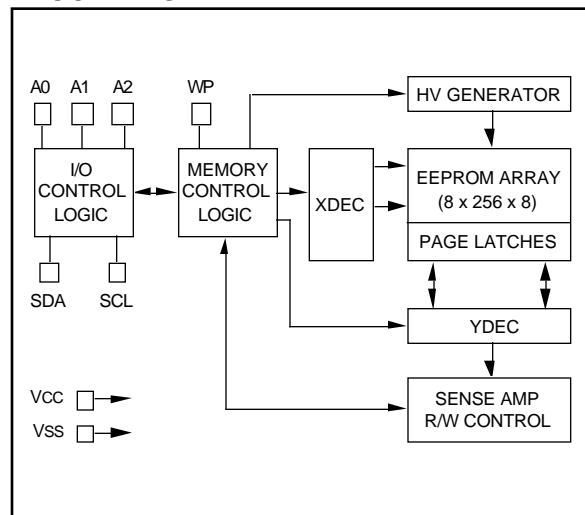 A0 A1 A2 WP
HV GENERATOR
I/O
CONTROL
LOGIC
MEMORY
CONTROL
LOGIC
XDEC
EEPROM ARRAY
(8 x 256 x 8)
PAGE LATCHES
SDA SCL
YDEC
VCC
VSS
SENSE AMP
R/W CONTROL